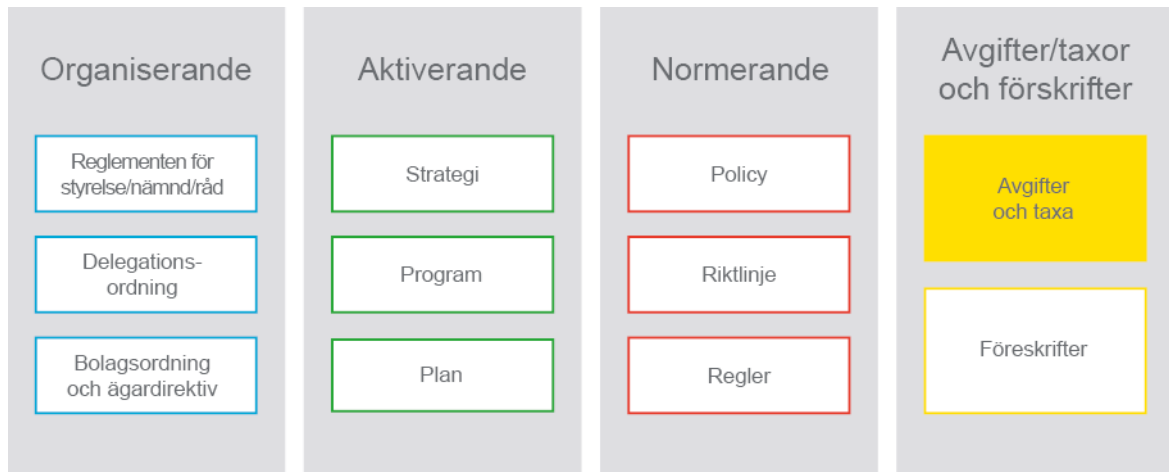 Organiserande
Reglementen för
styrelse/nämnd/råd
Delegations-
ordning
Bolagsordning
och ägardirektiv
Aktiverande
Strategi
Program
Plan
Normerande
Policy
Riktlinje
Regler
Avgifter/taxor
och förskrifter
Avgifter
och taxa
Föreskrifter